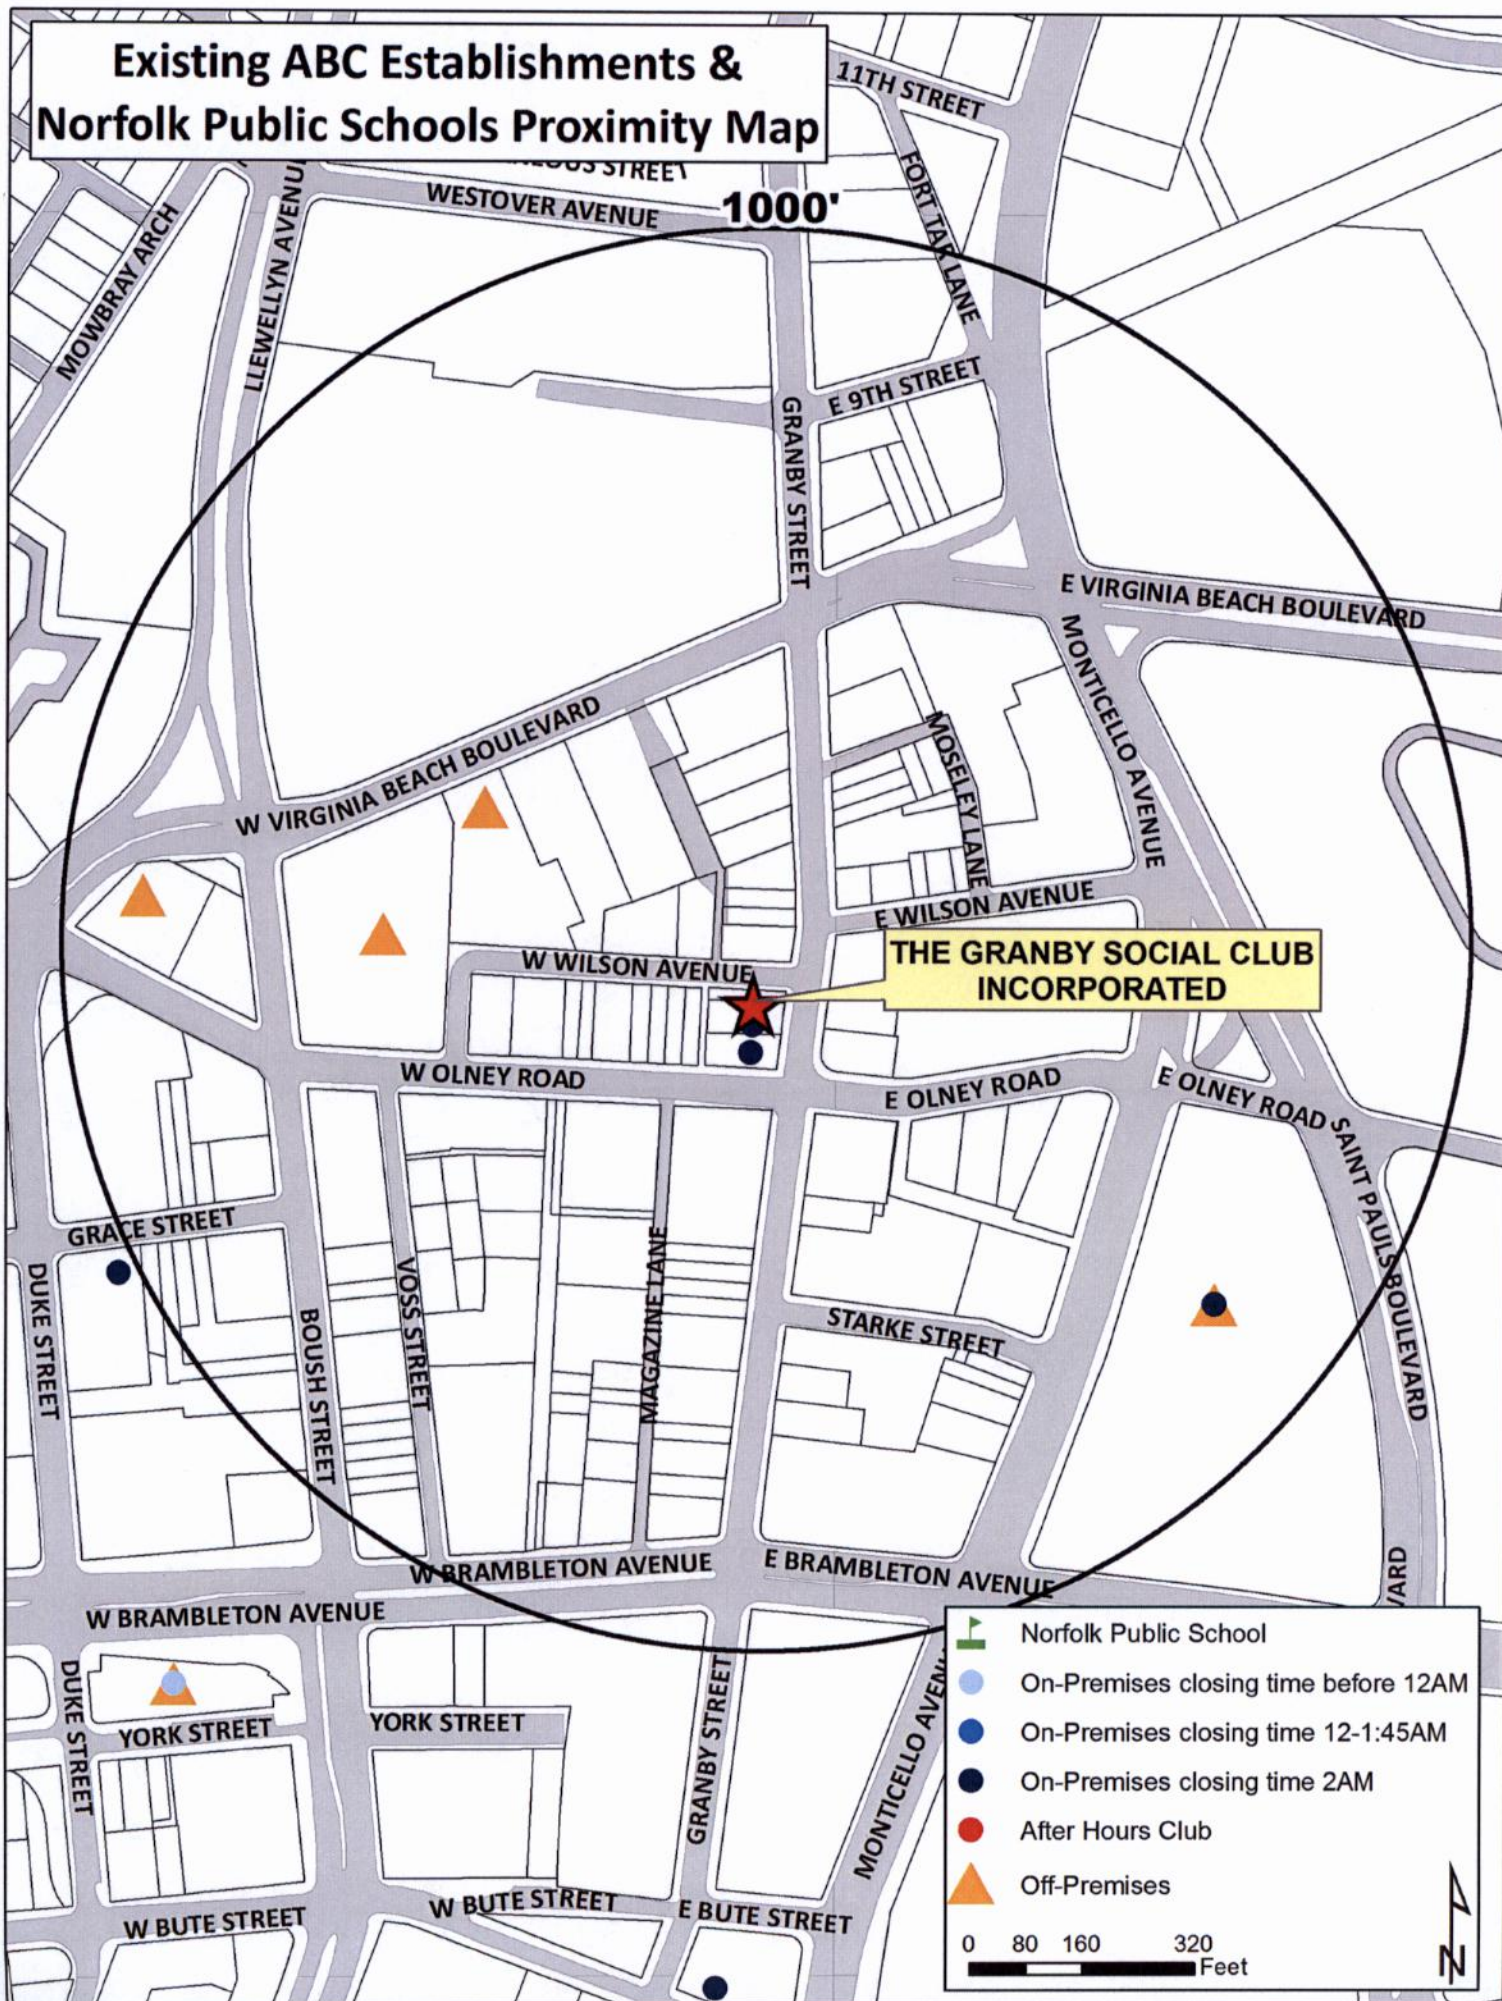 Existing ABC Establishments &
Norfolk Public Schools Proximity Map
11TH STREET
STREET
WESTOVER AVENUE
1000'
FORT TAR LANE
MOWBRAY ARCH
LLEWELLYN AVENUE
E 9TH STREET
GRANBY STREET
E VIRGINIA BEACH BOULEVARD
MONTICELLO AVENUE
W VIRGINIA BEACH BOULEVARD
MOSELEY LANE
E WILSON AVENUE
W WILSON AVENUE
THE GRANBY SOCIAL CLUB
INCORPORATED
W OLNEY ROAD
E OLNEY ROAD
E OLNEY ROAD
SAINT PAULS BOULEVARD
GRACE STREET
DUKE STREET
BOUSH STREET
VOSS STREET
MAGAZINE LANE
STARKE STREET
W BRAMBLETON AVENUE
E BRAMBLETON AVENUE
W BRAMBLETON AVENUE
VARD
DUKE STREET
YORK STREET
YORK STREET
GRANBY STREET
MONTICELLO AVENU
W BUTE STREET
W BUTE STREET
E BUTE STREET
Norfolk Public School
On-Premises closing time before 12AM
On-Premises closing time 12-1:45AM
On-Premises closing time 2AM
After Hours Club
Off-Premises
0 80 160 320
Feet
N